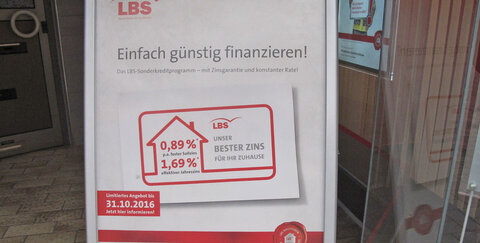 LBS
Einfach günstig finanzieren!
Das LBS-Sonderkreditprogramm – mit Zinsgarantie und konstanter Rate!
LBS
0,89 %*
p.a. fester Sollzins
1,69 %*
effektiver Jahreszins
UNSER
BESTER ZINS
FÜR IHR ZUHAUSE
Limitiertes Angebot bis
31.10.2016
Jetzt hier informieren!